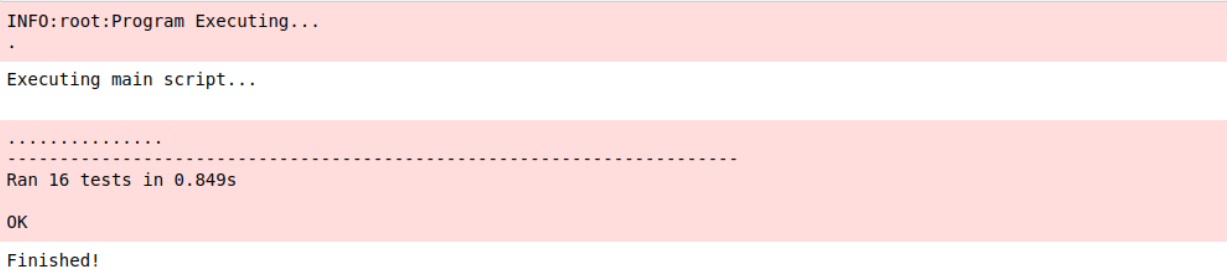 INFO:root:Program Executing...
.
Executing main script...
...............
----------------------------------------------------------------------
Ran 16 tests in 0.849s
OK
Finished!